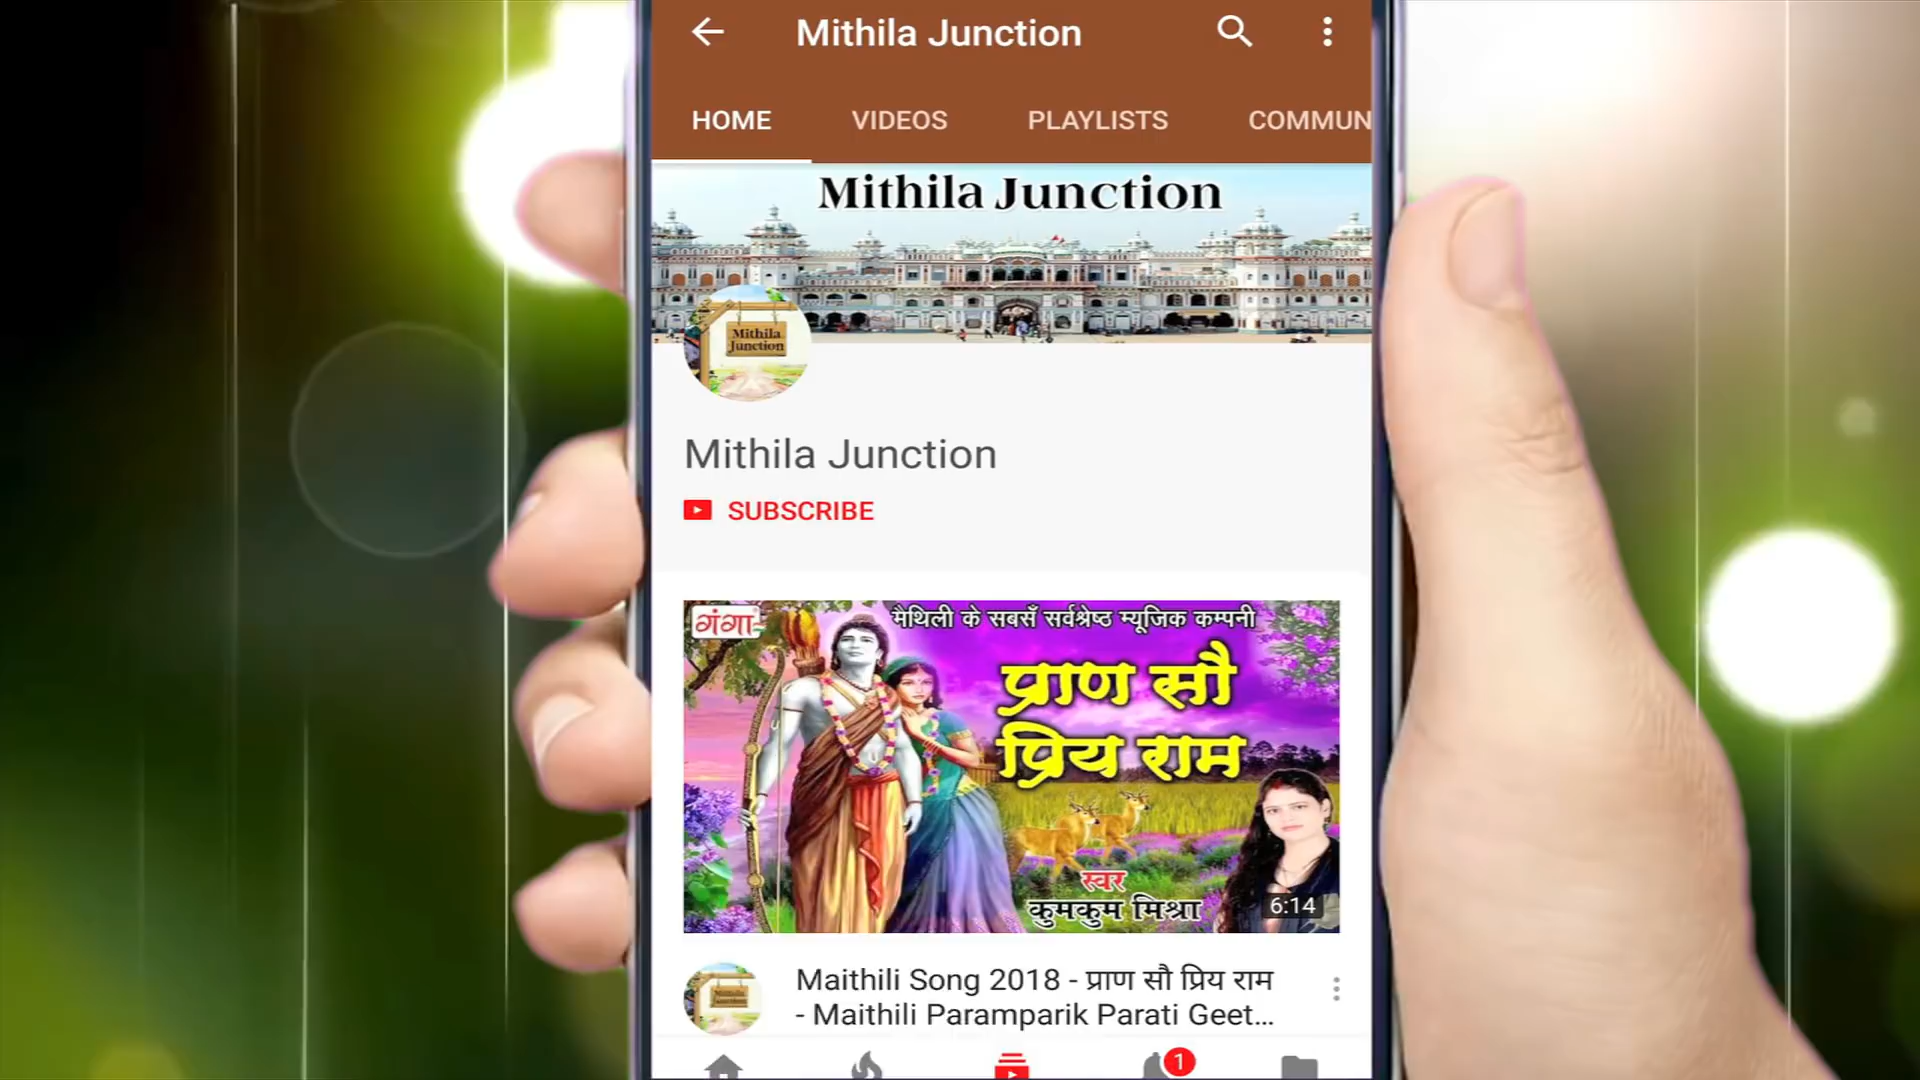 Mithila Junction
HOME VIDEOS PLAYLISTS COMMUN
Mithila Junction
Mithila
Junction
Mithila Junction
SUBSCRIBE
गंगा
मैथिली के सबसँ सर्वश्रेष्ठ म्यूजिक कम्पनी
प्राण सौ
प्रिय राम
स्वर
कुमकुम मिश्रा
6:14
Maithili Song 2018 - प्राण सौ प्रिय राम
- Maithili Paramparik Parati Geet...
1